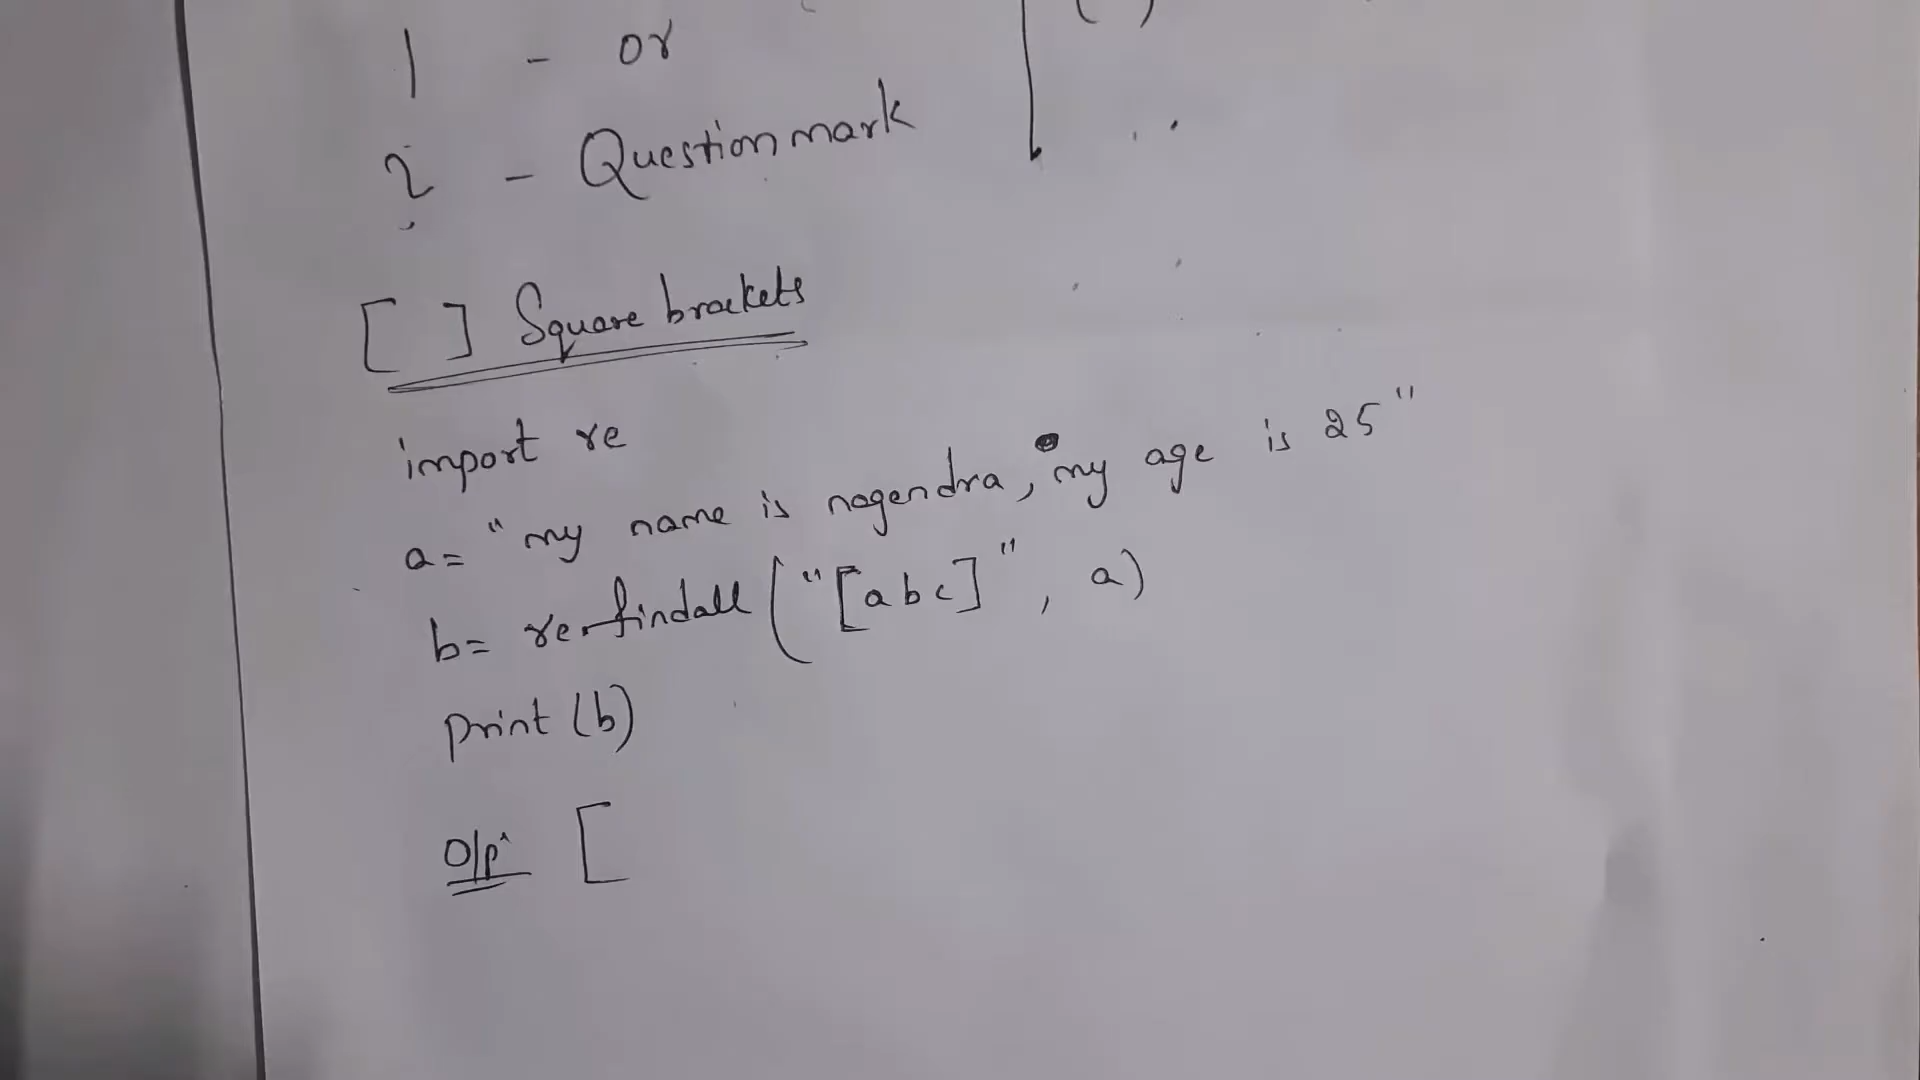 | - or
( )
? - Question mark
[ ] Square brackets
import re
a= "my name is nagendra, my age is 25"
b= re.findall("[abc]", a)
print (b)
O/p [